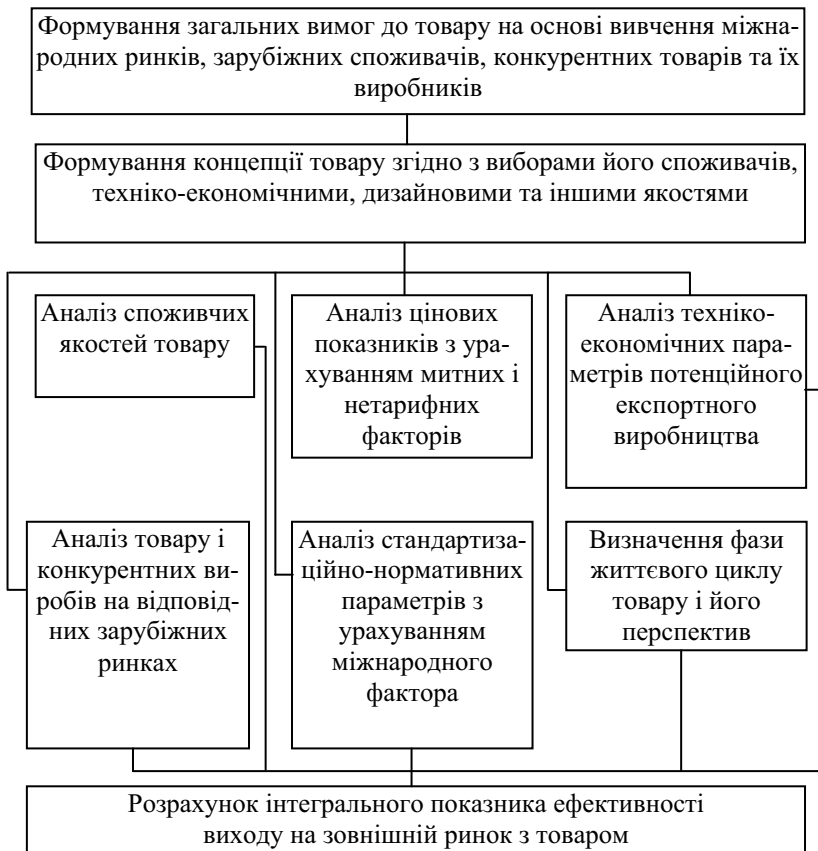 Формування загальних вимог до товару на основі вивчення міжна-
родних ринків, зарубіжних споживачів, конкурентних товарів та їх
виробників
Формування концепції товару згідно з виборами його споживачів,
техніко-економічними, дизайновими та іншими якостями
Аналіз споживчих
якостей товару
Аналіз цінових
показників з ура-
хуванням митних і
нетарифних
факторів
Аналіз техніко-
економічних пара-
метрів потенційного
експортного
виробництва
Аналіз товару і
конкурентних ви-
робів на відповід-
них зарубіжних
ринках
Аналіз стандартиза-
ційно-нормативних
параметрів з
урахуванням
міжнародного
фактора
Визначення фази
життєвого циклу
товару і його
перспектив
Розрахунок інтегрального показника ефективності
виходу на зовнішній ринок з товаром